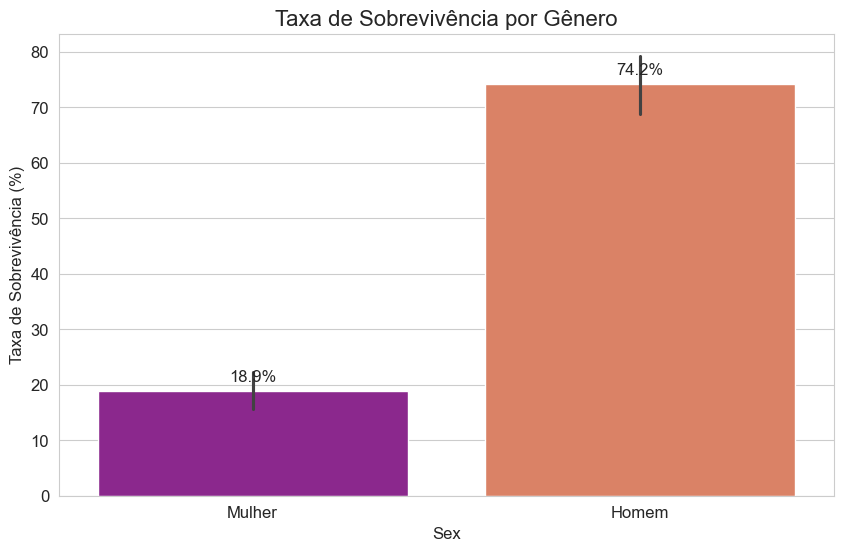 Taxa de Sobrevivência por Gênero
Taxa de Sobrevivência (%)
80
70
60
50
40
30
20
10
0
74.2%
18.9%
Mulher
Homem
Sex